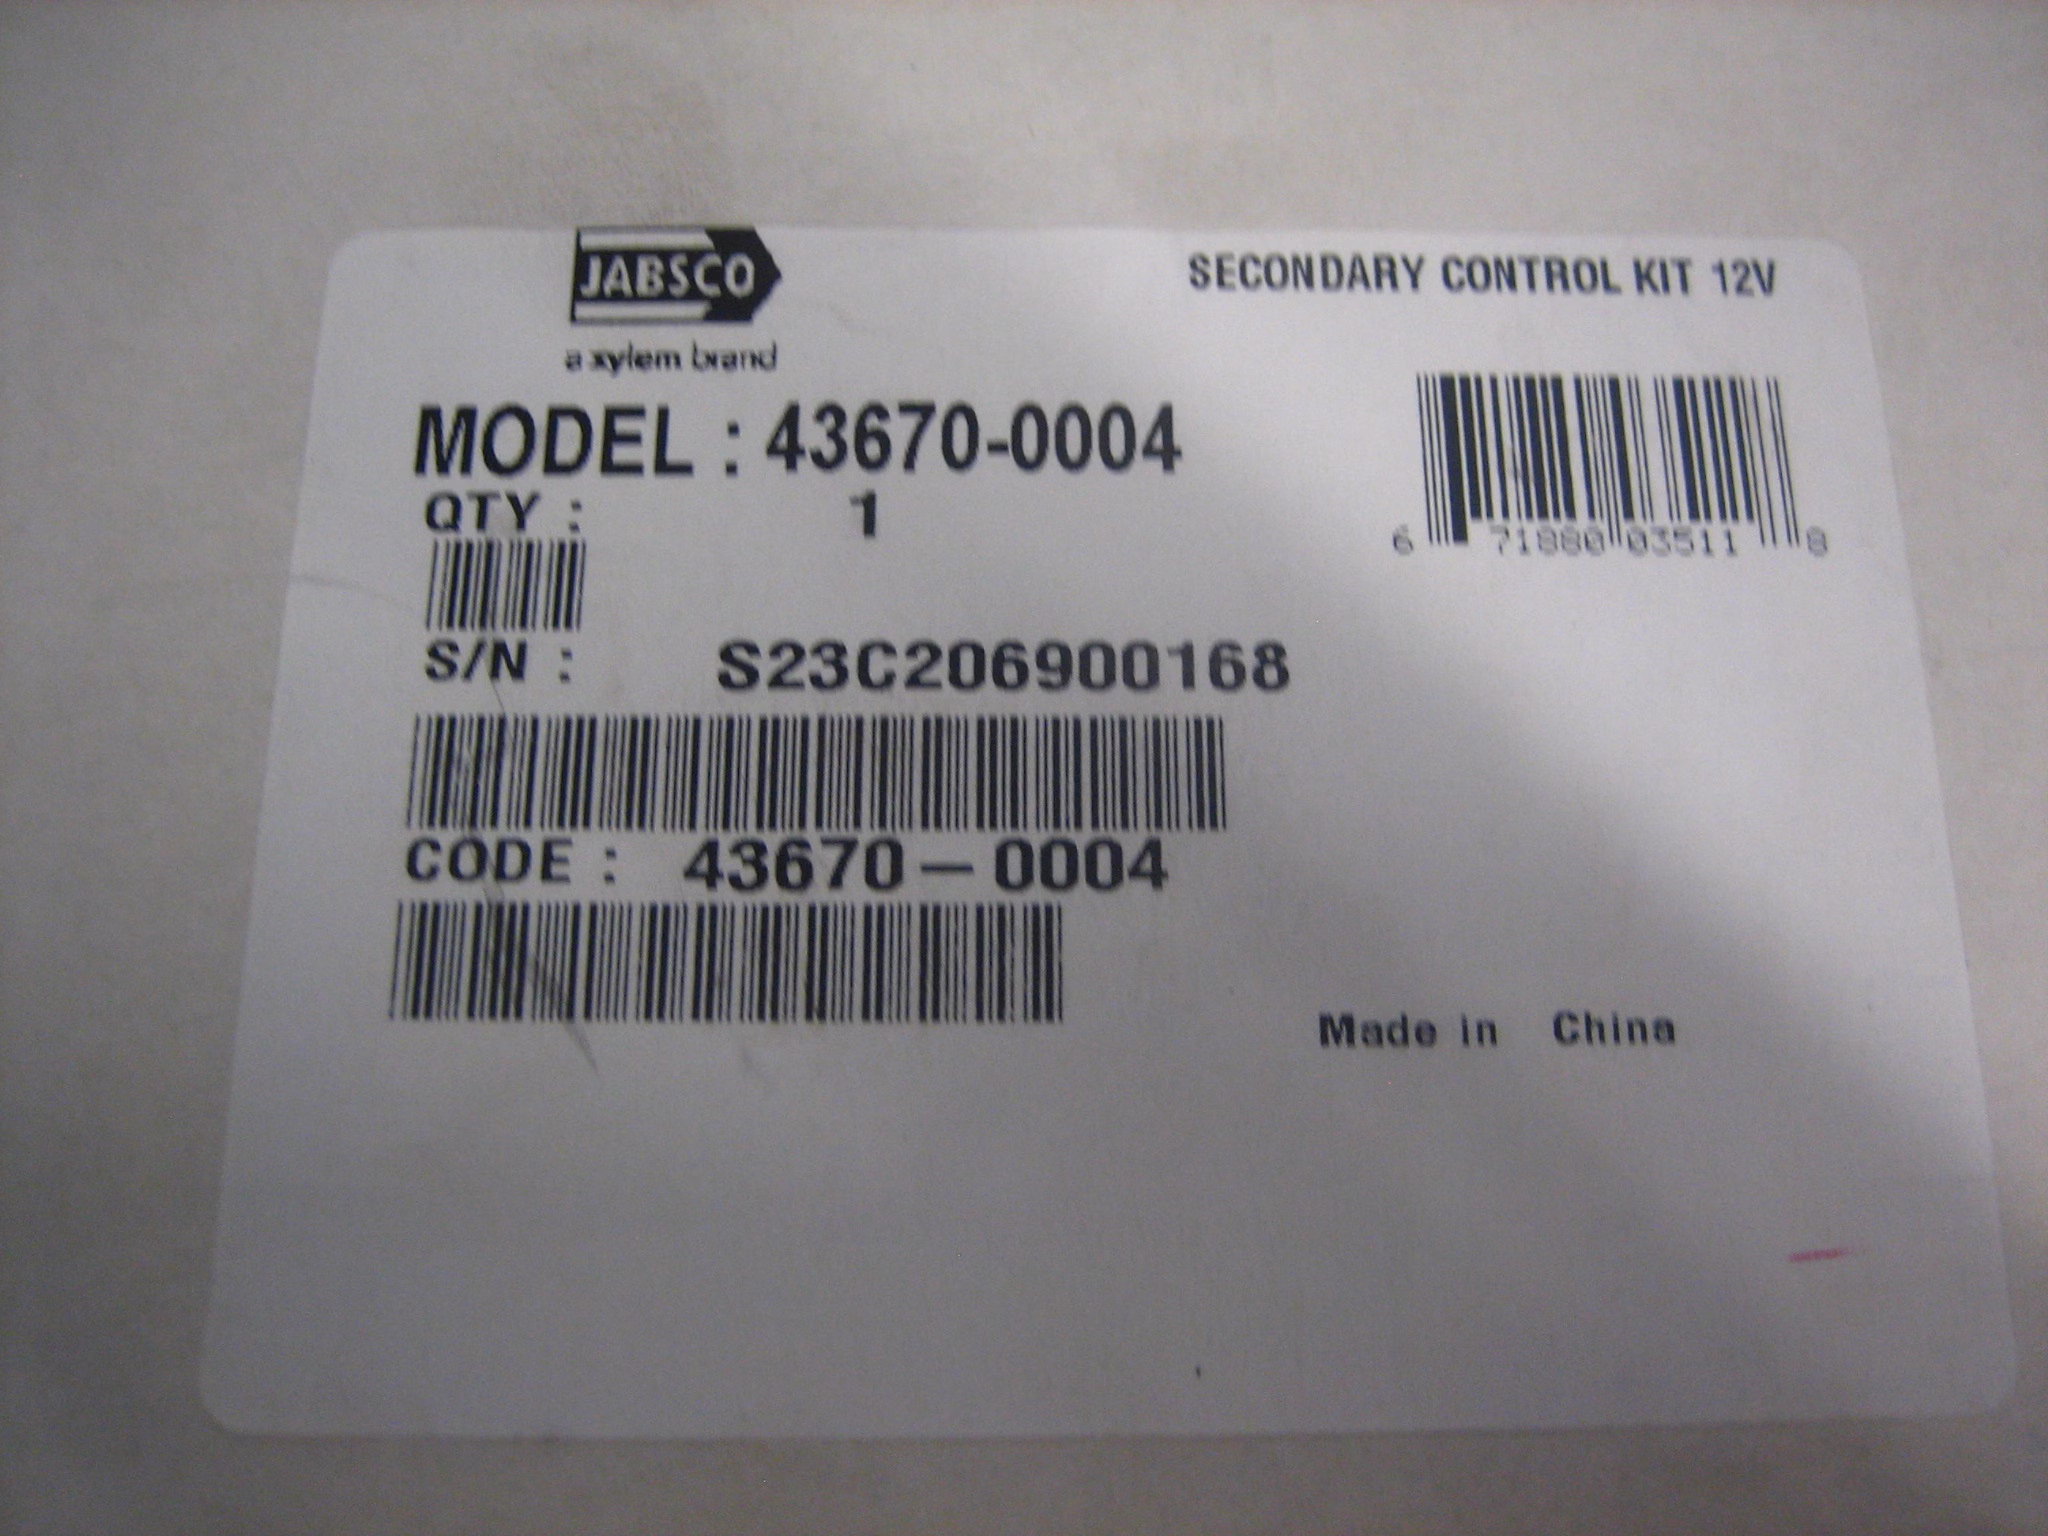 JABSCO
a xylem brand
SECONDARY CONTROL KIT 12V
MODEL : 43670-0004
QTY : 1
6 71880 03511 8
S/N : S23C206900168
CODE : 43670-0004
Made in China